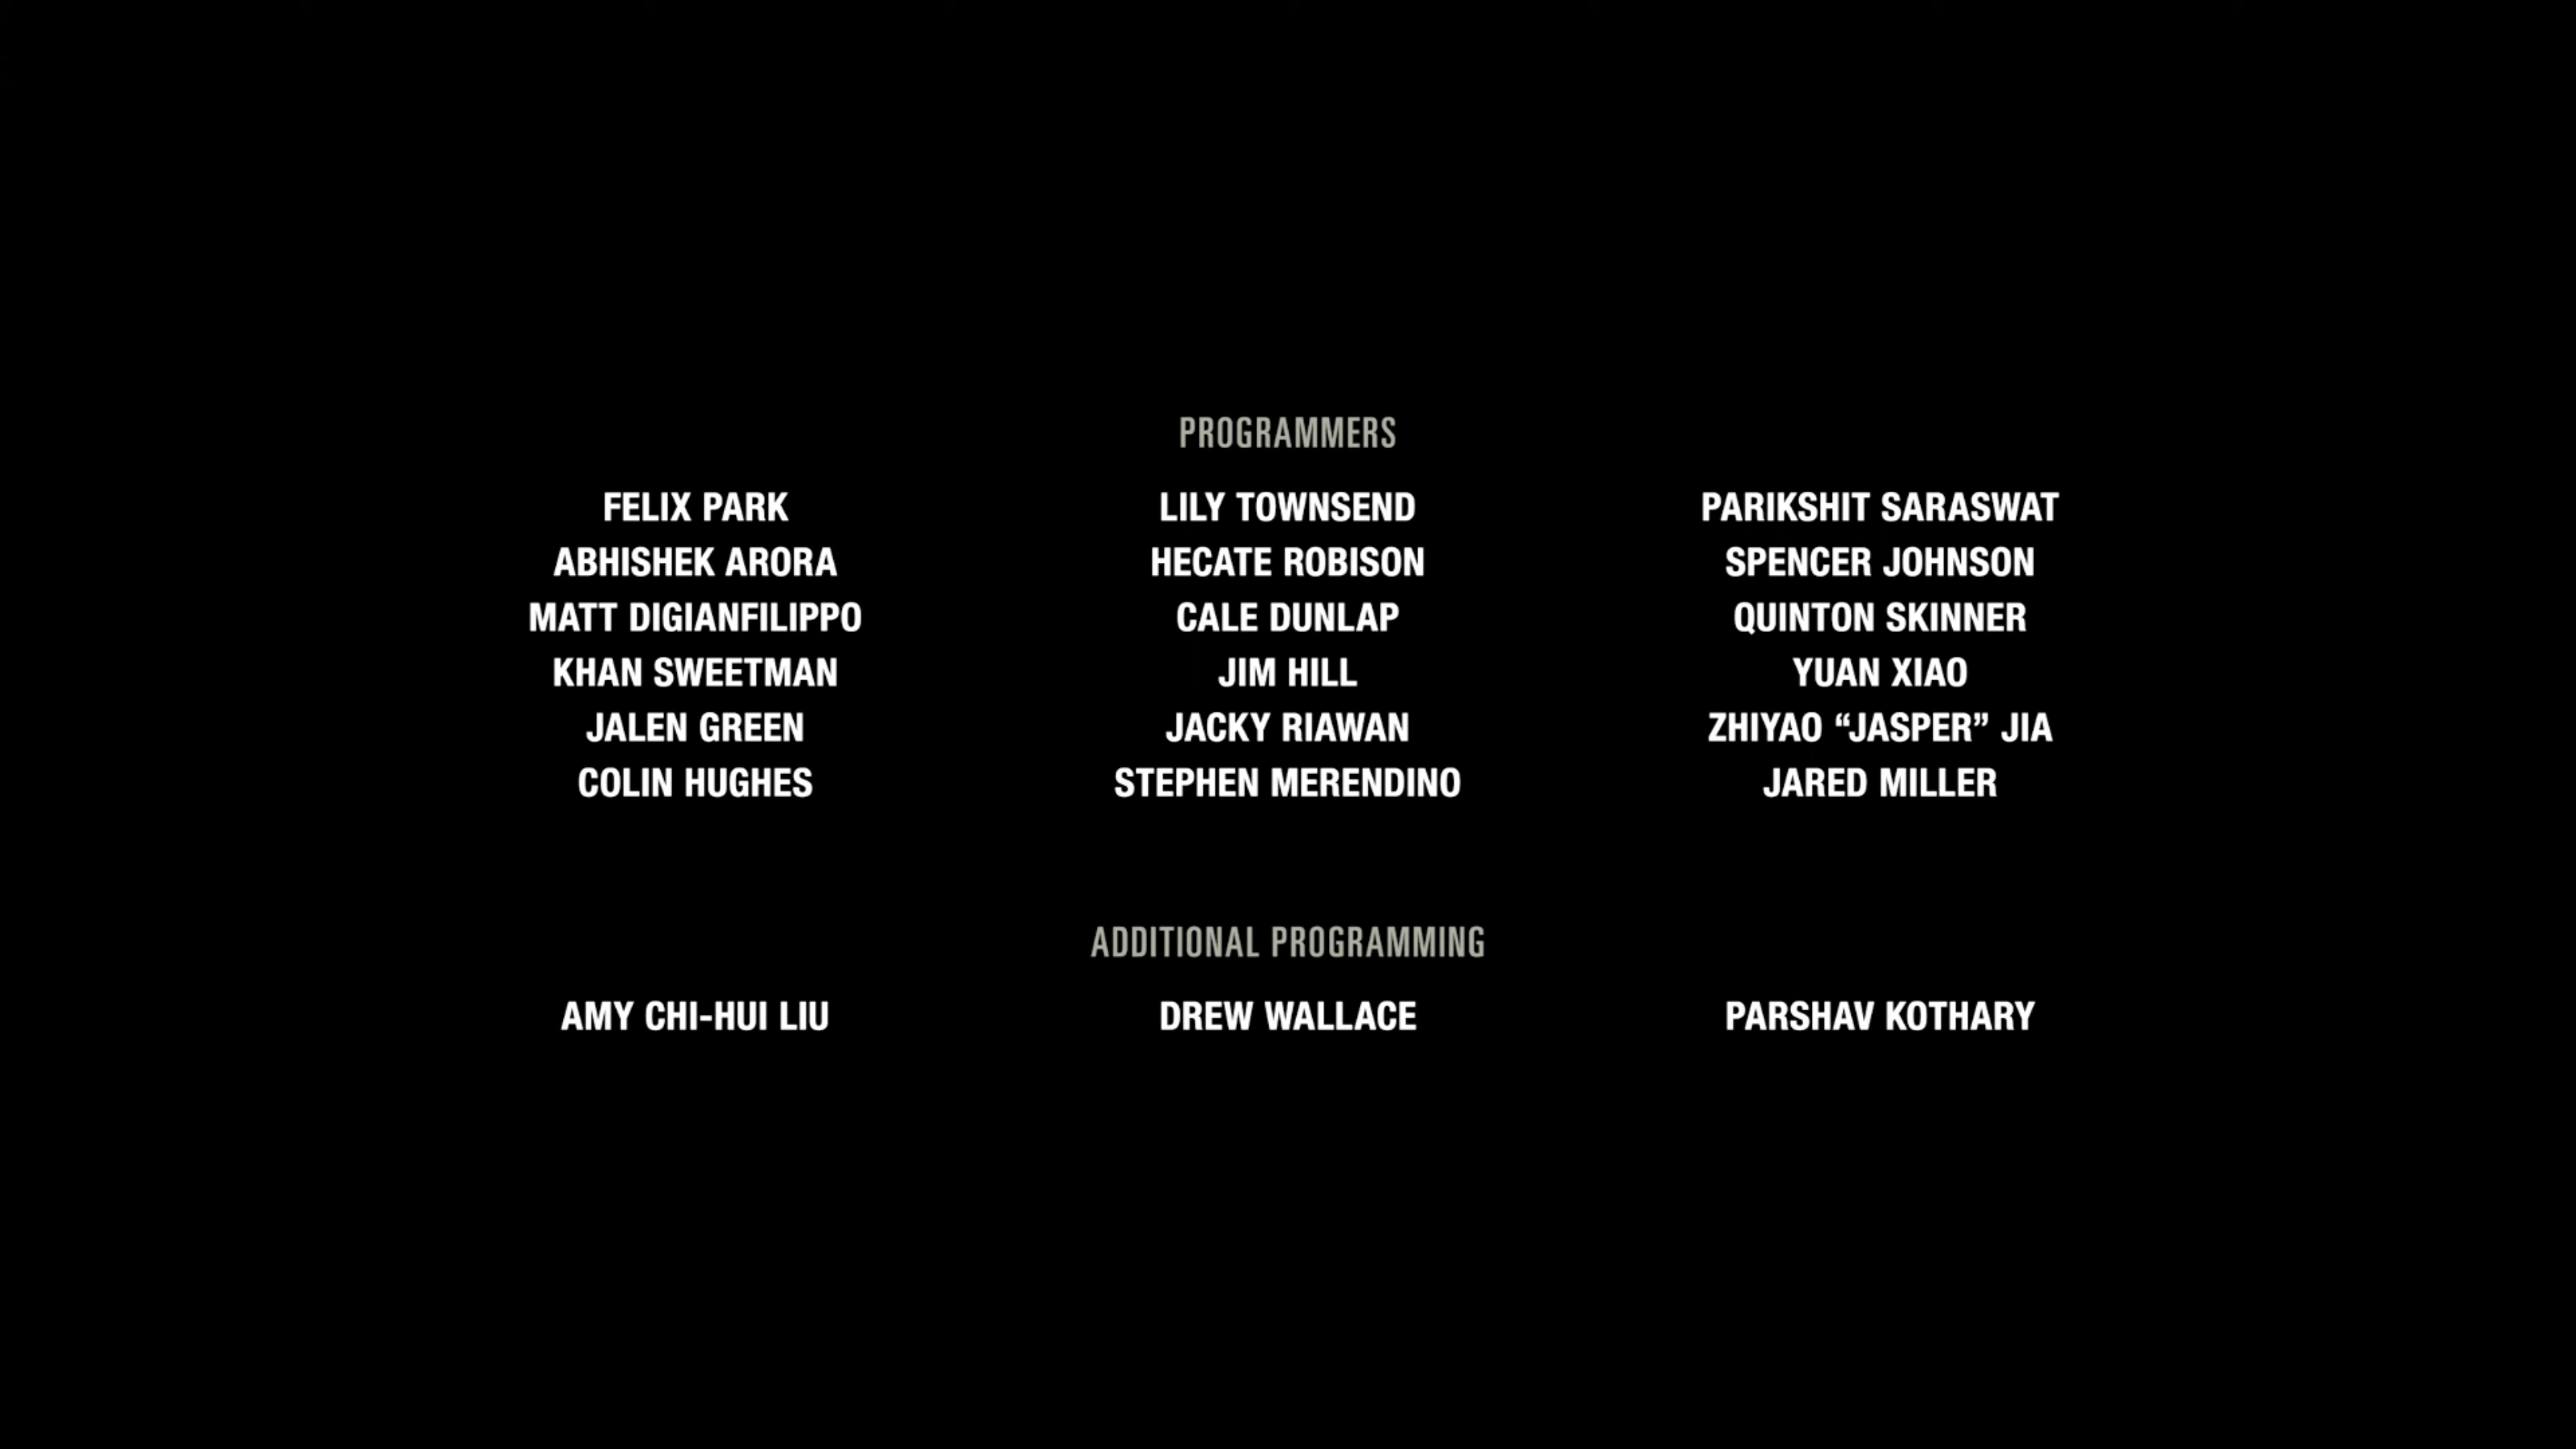 PROGRAMMERS
FELIX PARK LILY TOWNSEND PARIKSHIT SARASWAT
ABHISHEK ARORA HECATE ROBISON SPENCER JOHNSON
MATT DIGIANFILIPPO CALE DUNLAP QUINTON SKINNER
KHAN SWEETMAN JIM HILL YUAN XIAO
JALEN GREEN JACKY RIAWAN ZHIYAO “JASPER” JIA
COLIN HUGHES STEPHEN MERENDINO JARED MILLER
ADDITIONAL PROGRAMMING
AMY CHI-HUI LIU DREW WALLACE PARSHAV KOTHARY